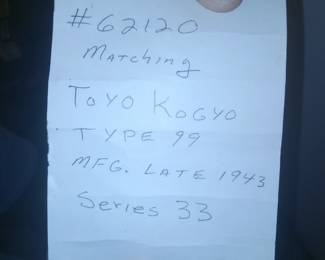 #62120
Matching
Toyo Kogyo
TYPE 99
MFG. LATE 1943
Series 33